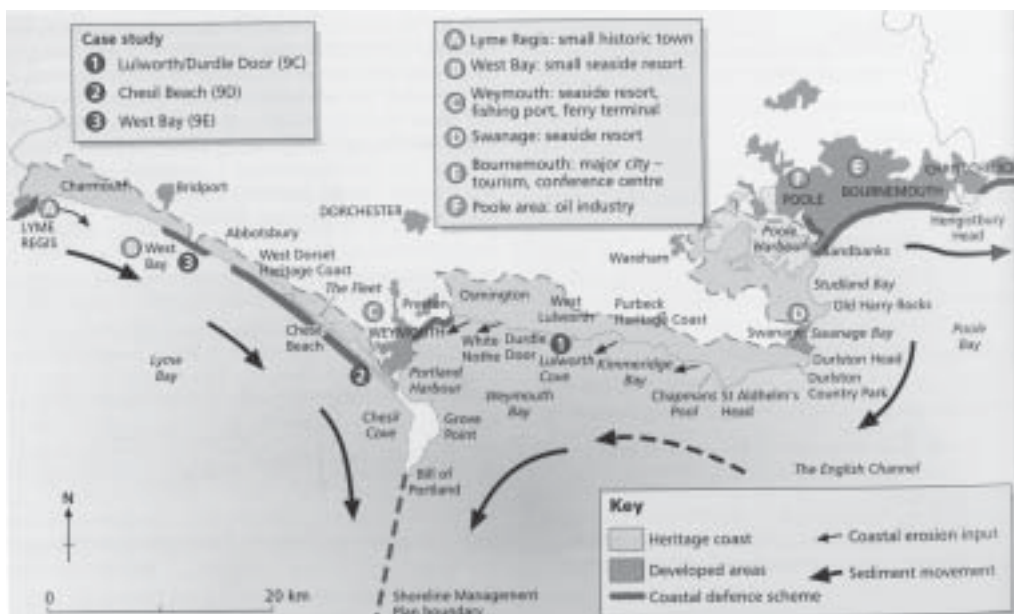 Case study
1 Lulworth/Durdle Door (9C)
2 Chesil Beach (9D)
3 West Bay (9E)
Lyme Regis: small historic town
West Bay: small seaside resort
Weymouth: seaside resort,
fishing port, ferry terminal
Swanage: seaside resort
Bournemouth: major city –
tourism, conference centre
Poole area: oil industry
Charmouth
Bridport
LYME
REGIS
West
Bay
3
Abbotsbury
West Dorset
Heritage Coast
The Fleet
Chesil
Beach
2
Lyme
Bay
DORCHESTER
Preston
WEYMOUTH
Portland
Harbour
Chesil
Cove
Grove
Point
Bill of
Portland
Osmington
White
Nothe
Durdle
Door
West
Lulworth
1
Lulworth
Cove
Weymouth
Bay
Purbeck
Heritage Coast
Kimmeridge
Bay
Chapmans
Pool
St Aldhelm's
Head
Wareham
POOLE
BOURNEMOUTH
Poole
Harbour
Sandbanks
Hengistbury
Head
Studland Bay
Old Harry Rocks
Swanage
Swanage Bay
Durlston Head
Durlston
Country Park
Poole
Bay
The English Channel
N
0 20 km
Shoreline Management
Plan boundary
Key
Heritage coast
Developed areas
Coastal defence scheme
Coastal erosion input
Sediment movement